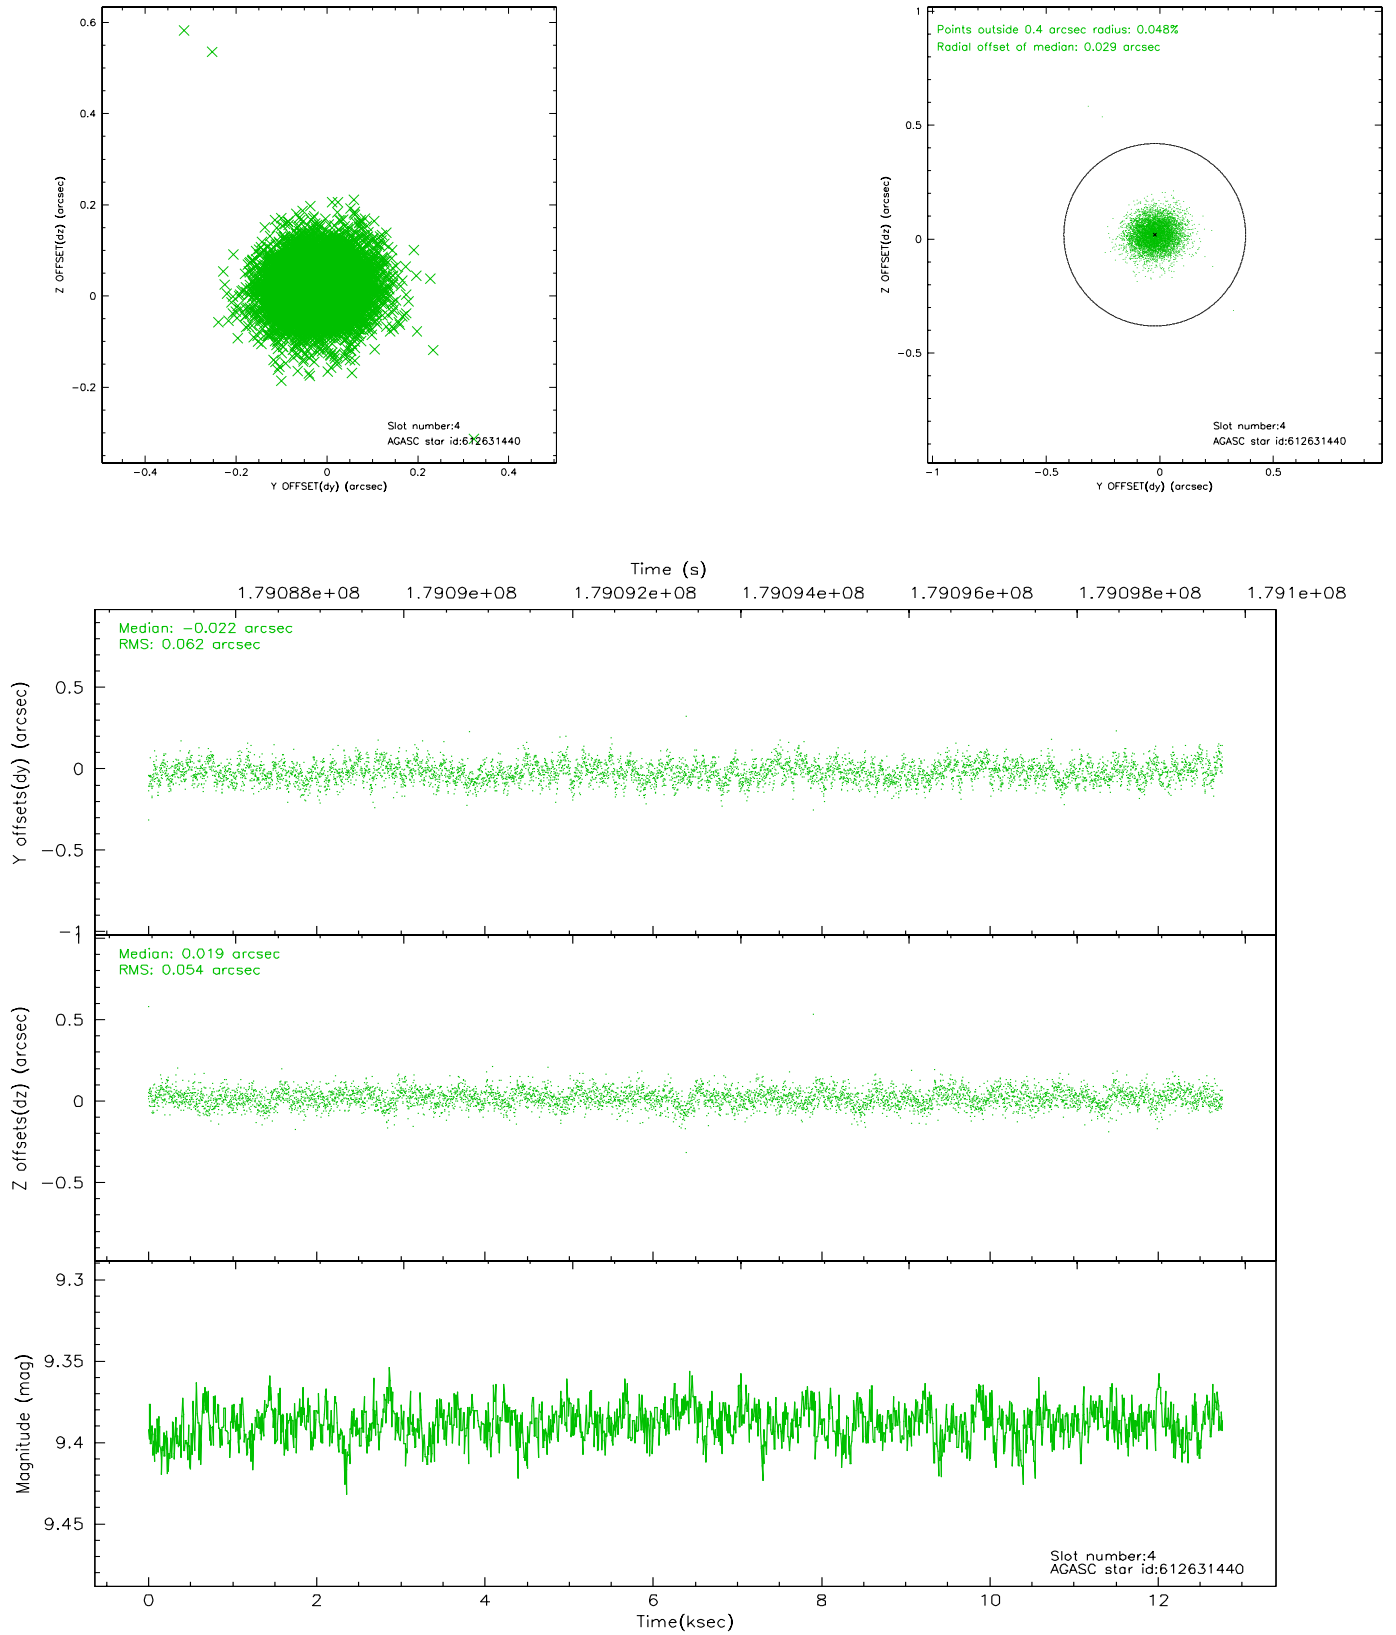 0.6
0.4
0.2
0
−0.2
Z OFFSET(dz) (arcsec)
Slot number:4
AGASC star id:612631440
−0.4
−0.2
0
0.2
0.4
Y OFFSET(dy) (arcsec)
Points outside 0.4 arcsec radius: 0.048%
Radial offset of median: 0.029 arcsec
1
0.5
0
−0.5
Z OFFSET(dz) (arcsec)
Slot number:4
AGASC star id:612631440
−1
−0.5
0
0.5
Y OFFSET(dy) (arcsec)
Time (s)
1.79088e+08
1.7909e+08
1.79092e+08
1.79094e+08
1.79096e+08
1.79098e+08
1.791e+08
Median: −0.022 arcsec
RMS: 0.062 arcsec
0.5
0
−0.5
−1
Y offsets(dy) (arcsec)
Median: 0.019 arcsec
RMS: 0.054 arcsec
1
0.5
0
−0.5
Z offsets(dz) (arcsec)
9.3
9.35
9.4
9.45
Magnitude (mag)
Slot number:4
AGASC star id:612631440
0
2
4
6
8
10
12
Time(ksec)